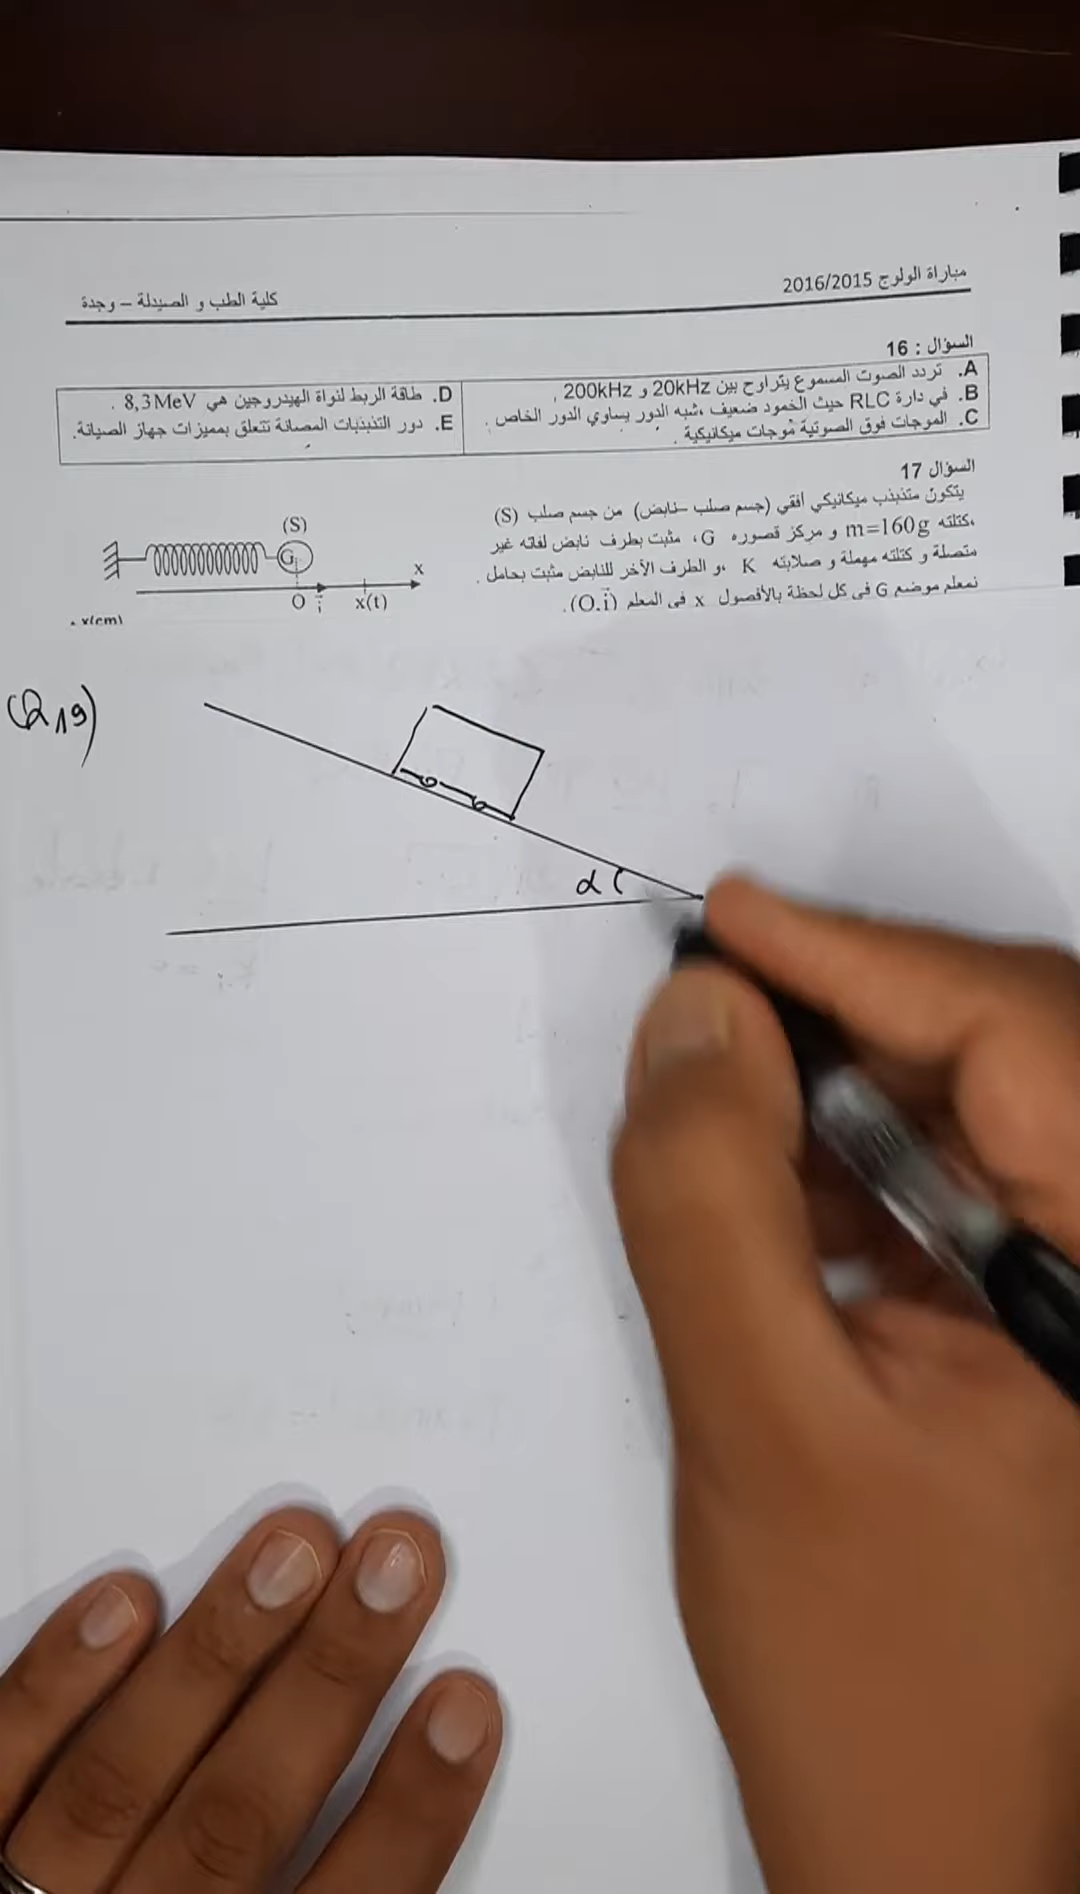 مباراة الولوج 2016/2015
كلية الطب و الصيدلة – وجدة
السؤال : 16
A. تردد الصوت المسموع يتراوح بين 20kHz و 200kHz .
B. في دارة RLC حيث الخمود ضعيف ،شبه الدور يساوي الدور الخاص .
C. الموجات فوق الصوتية موجات ميكانيكية .
D. طاقة الربط لنواة الهيدروجين هي 8,3MeV .
E. دور التذبذبات المصانة تتعلق بمميزات جهاز الصيانة.
السؤال 17
يتكون متذبذب ميكانيكي أفقي (جسم صلب –نابض) من جسم صلب (S)
،كتلته m=160g و مركز قصوره G ، مثبت بطرف نابض لفاته غير
متصلة و كتلته مهملة و صلابته K ،و الطرف الآخر للنابض مثبت بحامل .
نمعلم موضع G في كل لحظة بالأفصول x في المعلم (O.i⃗).
(S)
G
x
O i⃗ x(t)
x(cm)
Q19)
α